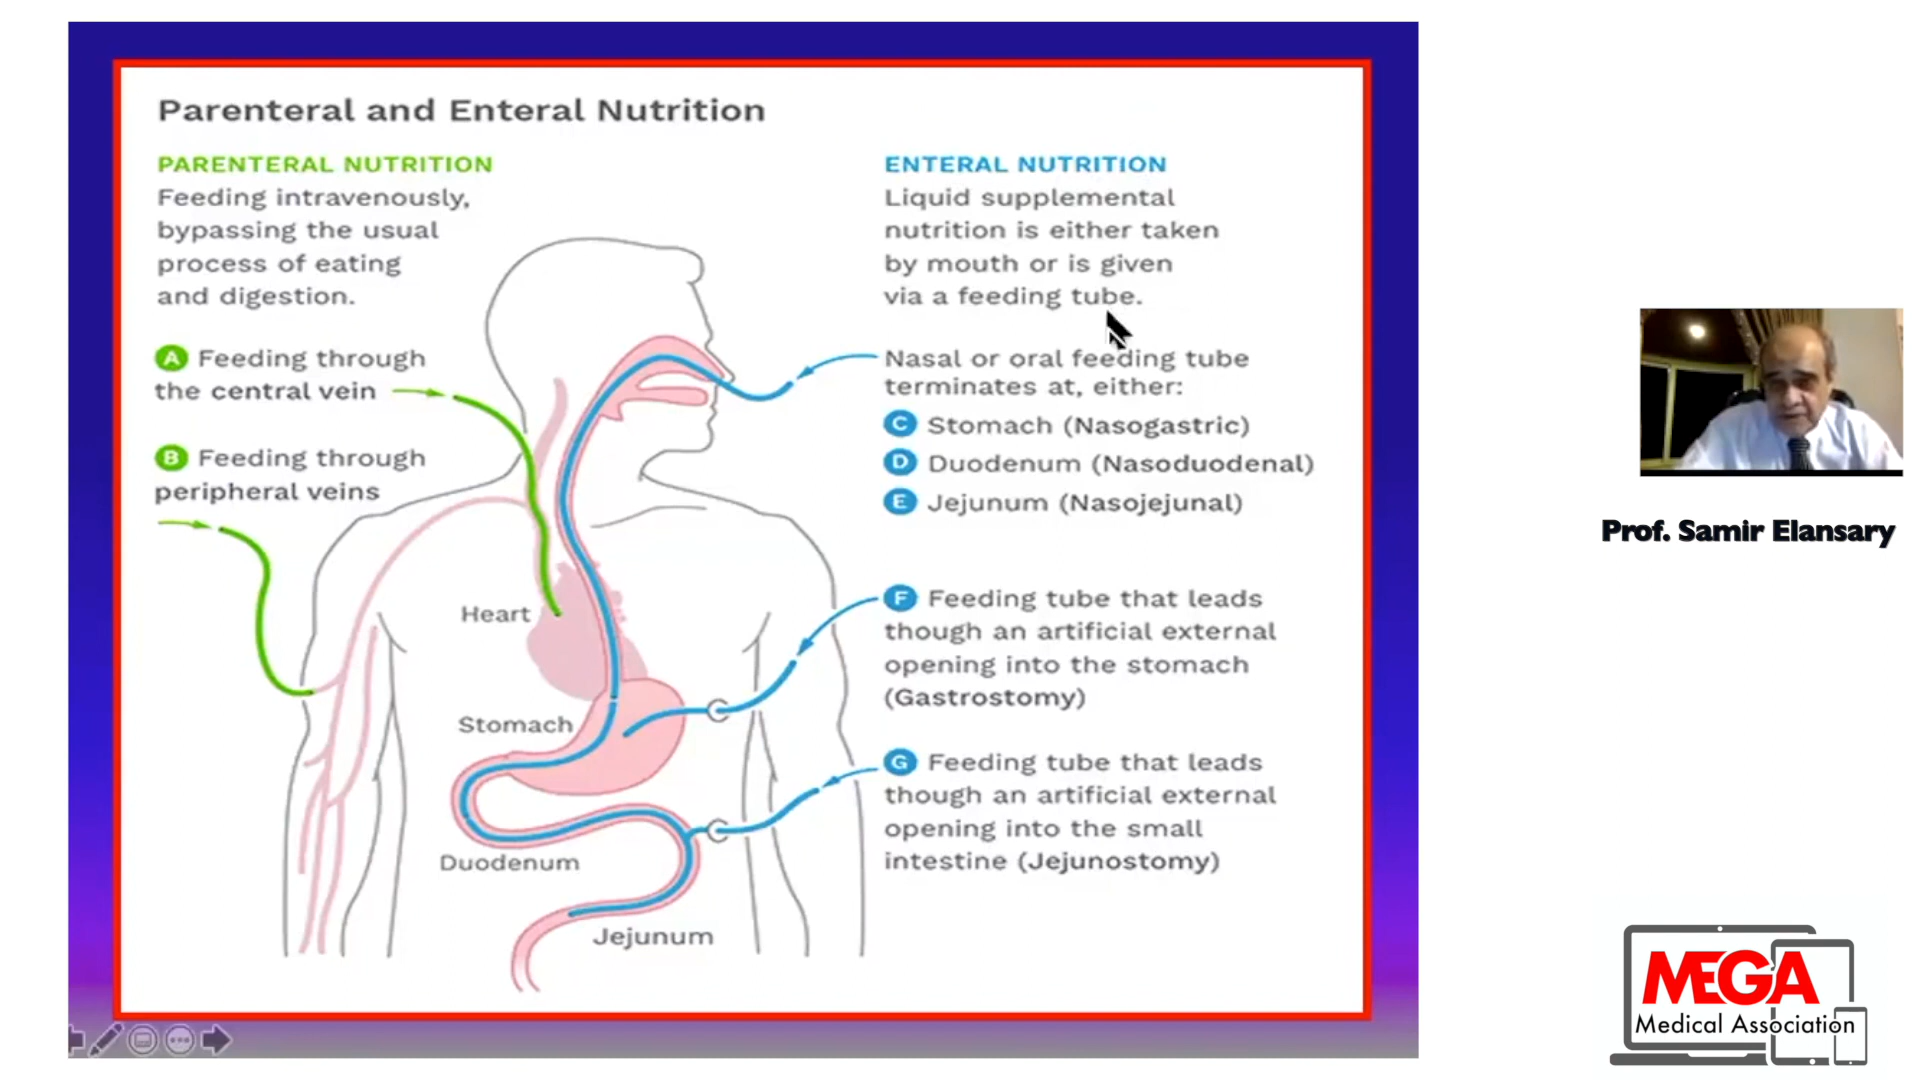 Parenteral and Enteral Nutrition
PARENTERAL NUTRITION
Feeding intravenously,
bypassing the usual
process of eating
and digestion.
A Feeding through
the central vein
B Feeding through
peripheral veins
ENTERAL NUTRITION
Liquid supplemental
nutrition is either taken
by mouth or is given
via a feeding tube.
Nasal or oral feeding tube
terminates at, either:
C Stomach (Nasogastric)
D Duodenum (Nasoduodenal)
E Jejunum (Nasojejunal)
F Feeding tube that leads
though an artificial external
opening into the stomach
(Gastrostomy)
G Feeding tube that leads
though an artificial external
opening into the small
intestine (Jejunostomy)
Heart
Stomach
Duodenum
Jejunum
Prof. Samir Elansary
MEGA
Medical Association